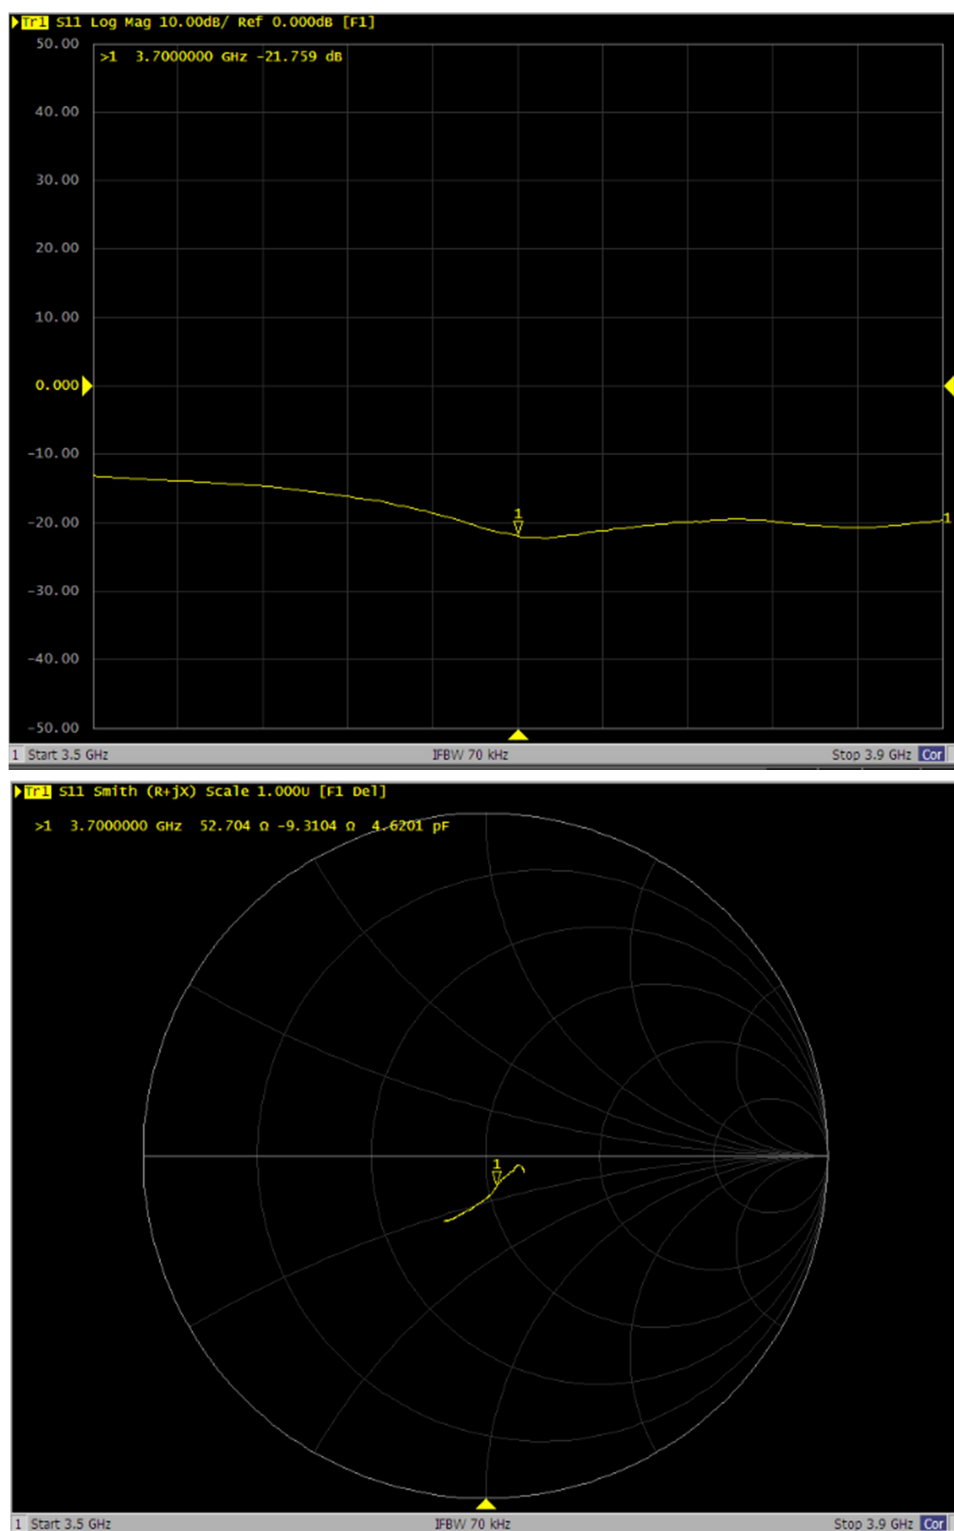 Tr1 S11 Log Mag 10.00dB/ Ref 0.000dB [F1]
50.00
>1 3.7000000 GHz -21.759 dB
40.00
30.00
20.00
10.00
0.000
-10.00
1
-20.00
1
-30.00
-40.00
-50.00
1 Start 3.5 GHz IFBW 70 kHz Stop 3.9 GHz Cor
Tr1 S11 Smith (R+jX) Scale 1.000U [F1 Del]
>1 3.7000000 GHz 52.704 Ω -9.3104 Ω 4.6201 pF
1
1 Start 3.5 GHz IFBW 70 kHz Stop 3.9 GHz Cor